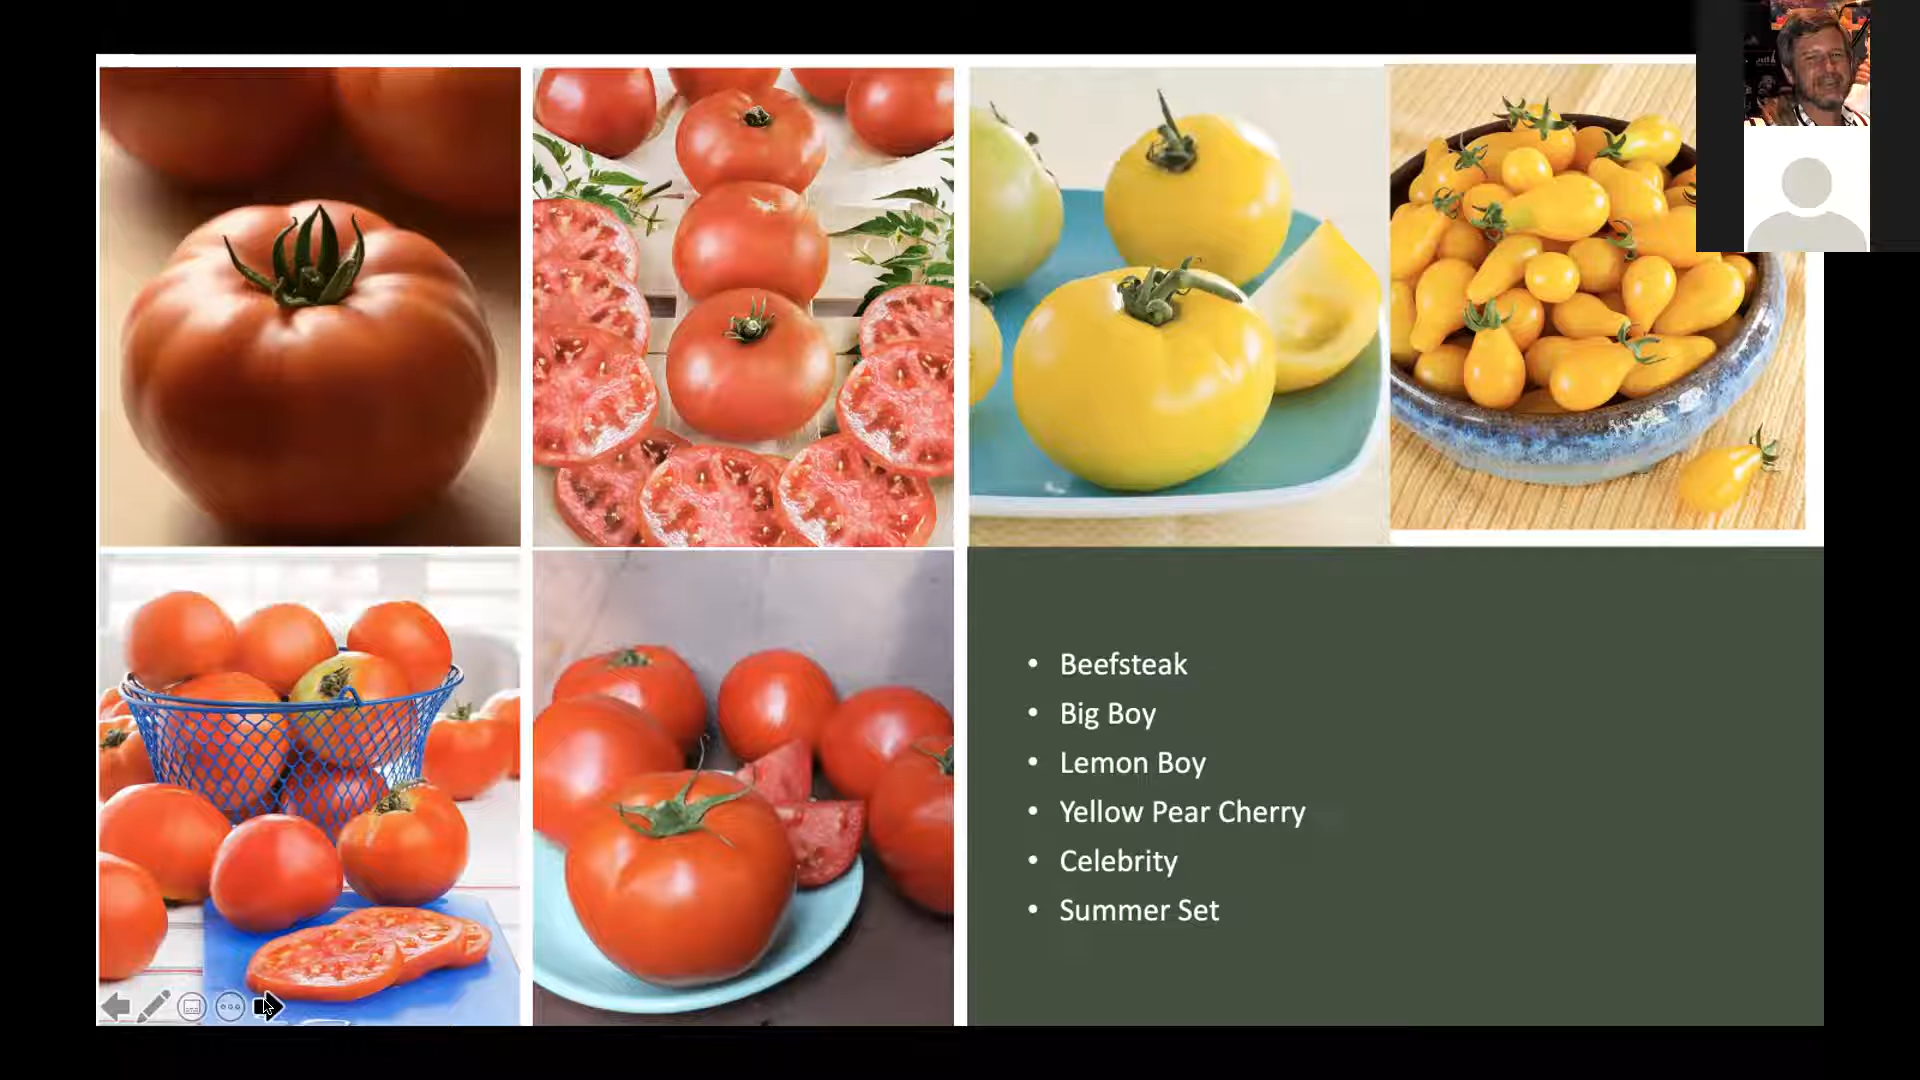 • Beefsteak
• Big Boy
• Lemon Boy
• Yellow Pear Cherry
• Celebrity
• Summer Set